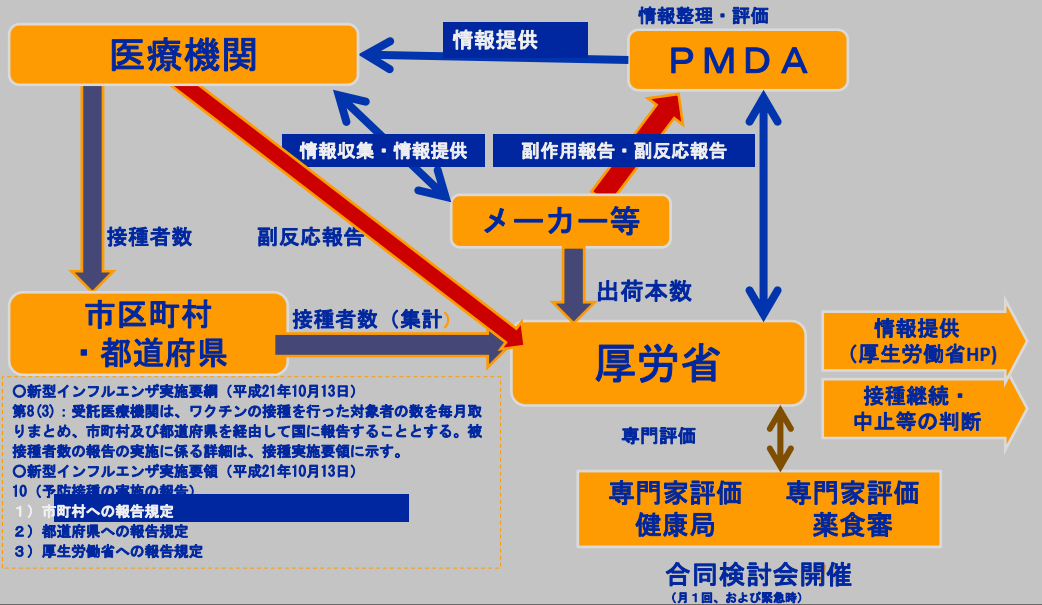 情報整理・評価
医療機関
情報提供
ＰＭＤＡ
情報収集・情報提供
副作用報告・副反応報告
メーカー等
接種者数
副反応報告
出荷本数
市区町村
・都道府県
接種者数（集計）
厚労省
情報提供
（厚生労働省HP)
接種継続・
中止等の判断
○新型インフルエンザ実施要綱（平成21年10月13日）
第8(3)：受託医療機関は、ワクチンの接種を行った対象者の数を毎月取
りまとめ、市町村及び都道府県を経由して国に報告することとする。被
接種者数の報告の実施に係る詳細は、接種実施要領に示す。
○新型インフルエンザ実施要領（平成21年10月13日）
10（予防接種の実施の報告）
１）市町村への報告規定
２）都道府県への報告規定
３）厚生労働省への報告規定
専門評価
専門家評価
健康局
専門家評価
薬食審
合同検討会開催
（月１回、および緊急時）